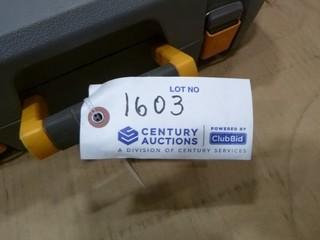 LOT NO
1603
CENTURY
AUCTIONS
A DIVISION OF CENTURY SERVICES
POWERED BY
ClubBid